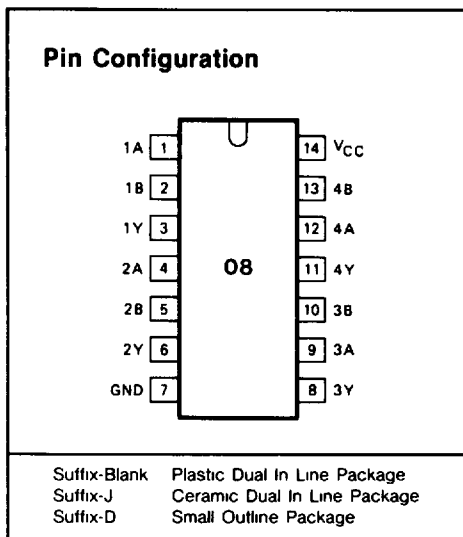 Pin Configuration
1A 1 14 VCC
1B 2 13 4B
1Y 3 12 4A
2A 4 08 11 4Y
2B 5 10 3B
2Y 6 9 3A
GND 7 8 3Y
Suffix-Blank Plastic Dual In Line Package
Suffix-J Ceramic Dual In Line Package
Suffix-D Small Outline Package